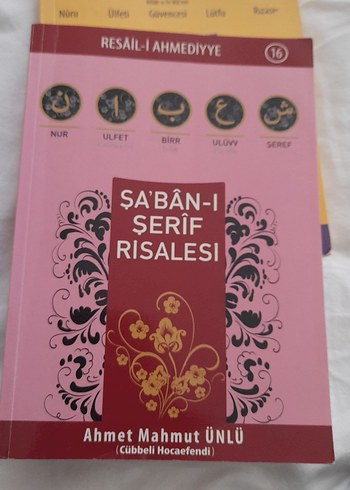 Nûru Ülfeti Güvencesi Lütfu
RESÂİL-İ AHMEDİYYE 16
ن ا ب ع ش
NUR ULFET BİRR ULÜVV ŞEREF
ŞA'BÂN-I
ŞERÎF
RİSALESİ
Ahmet Mahmut ÜNLÜ
(Cübbeli Hocaefendi)